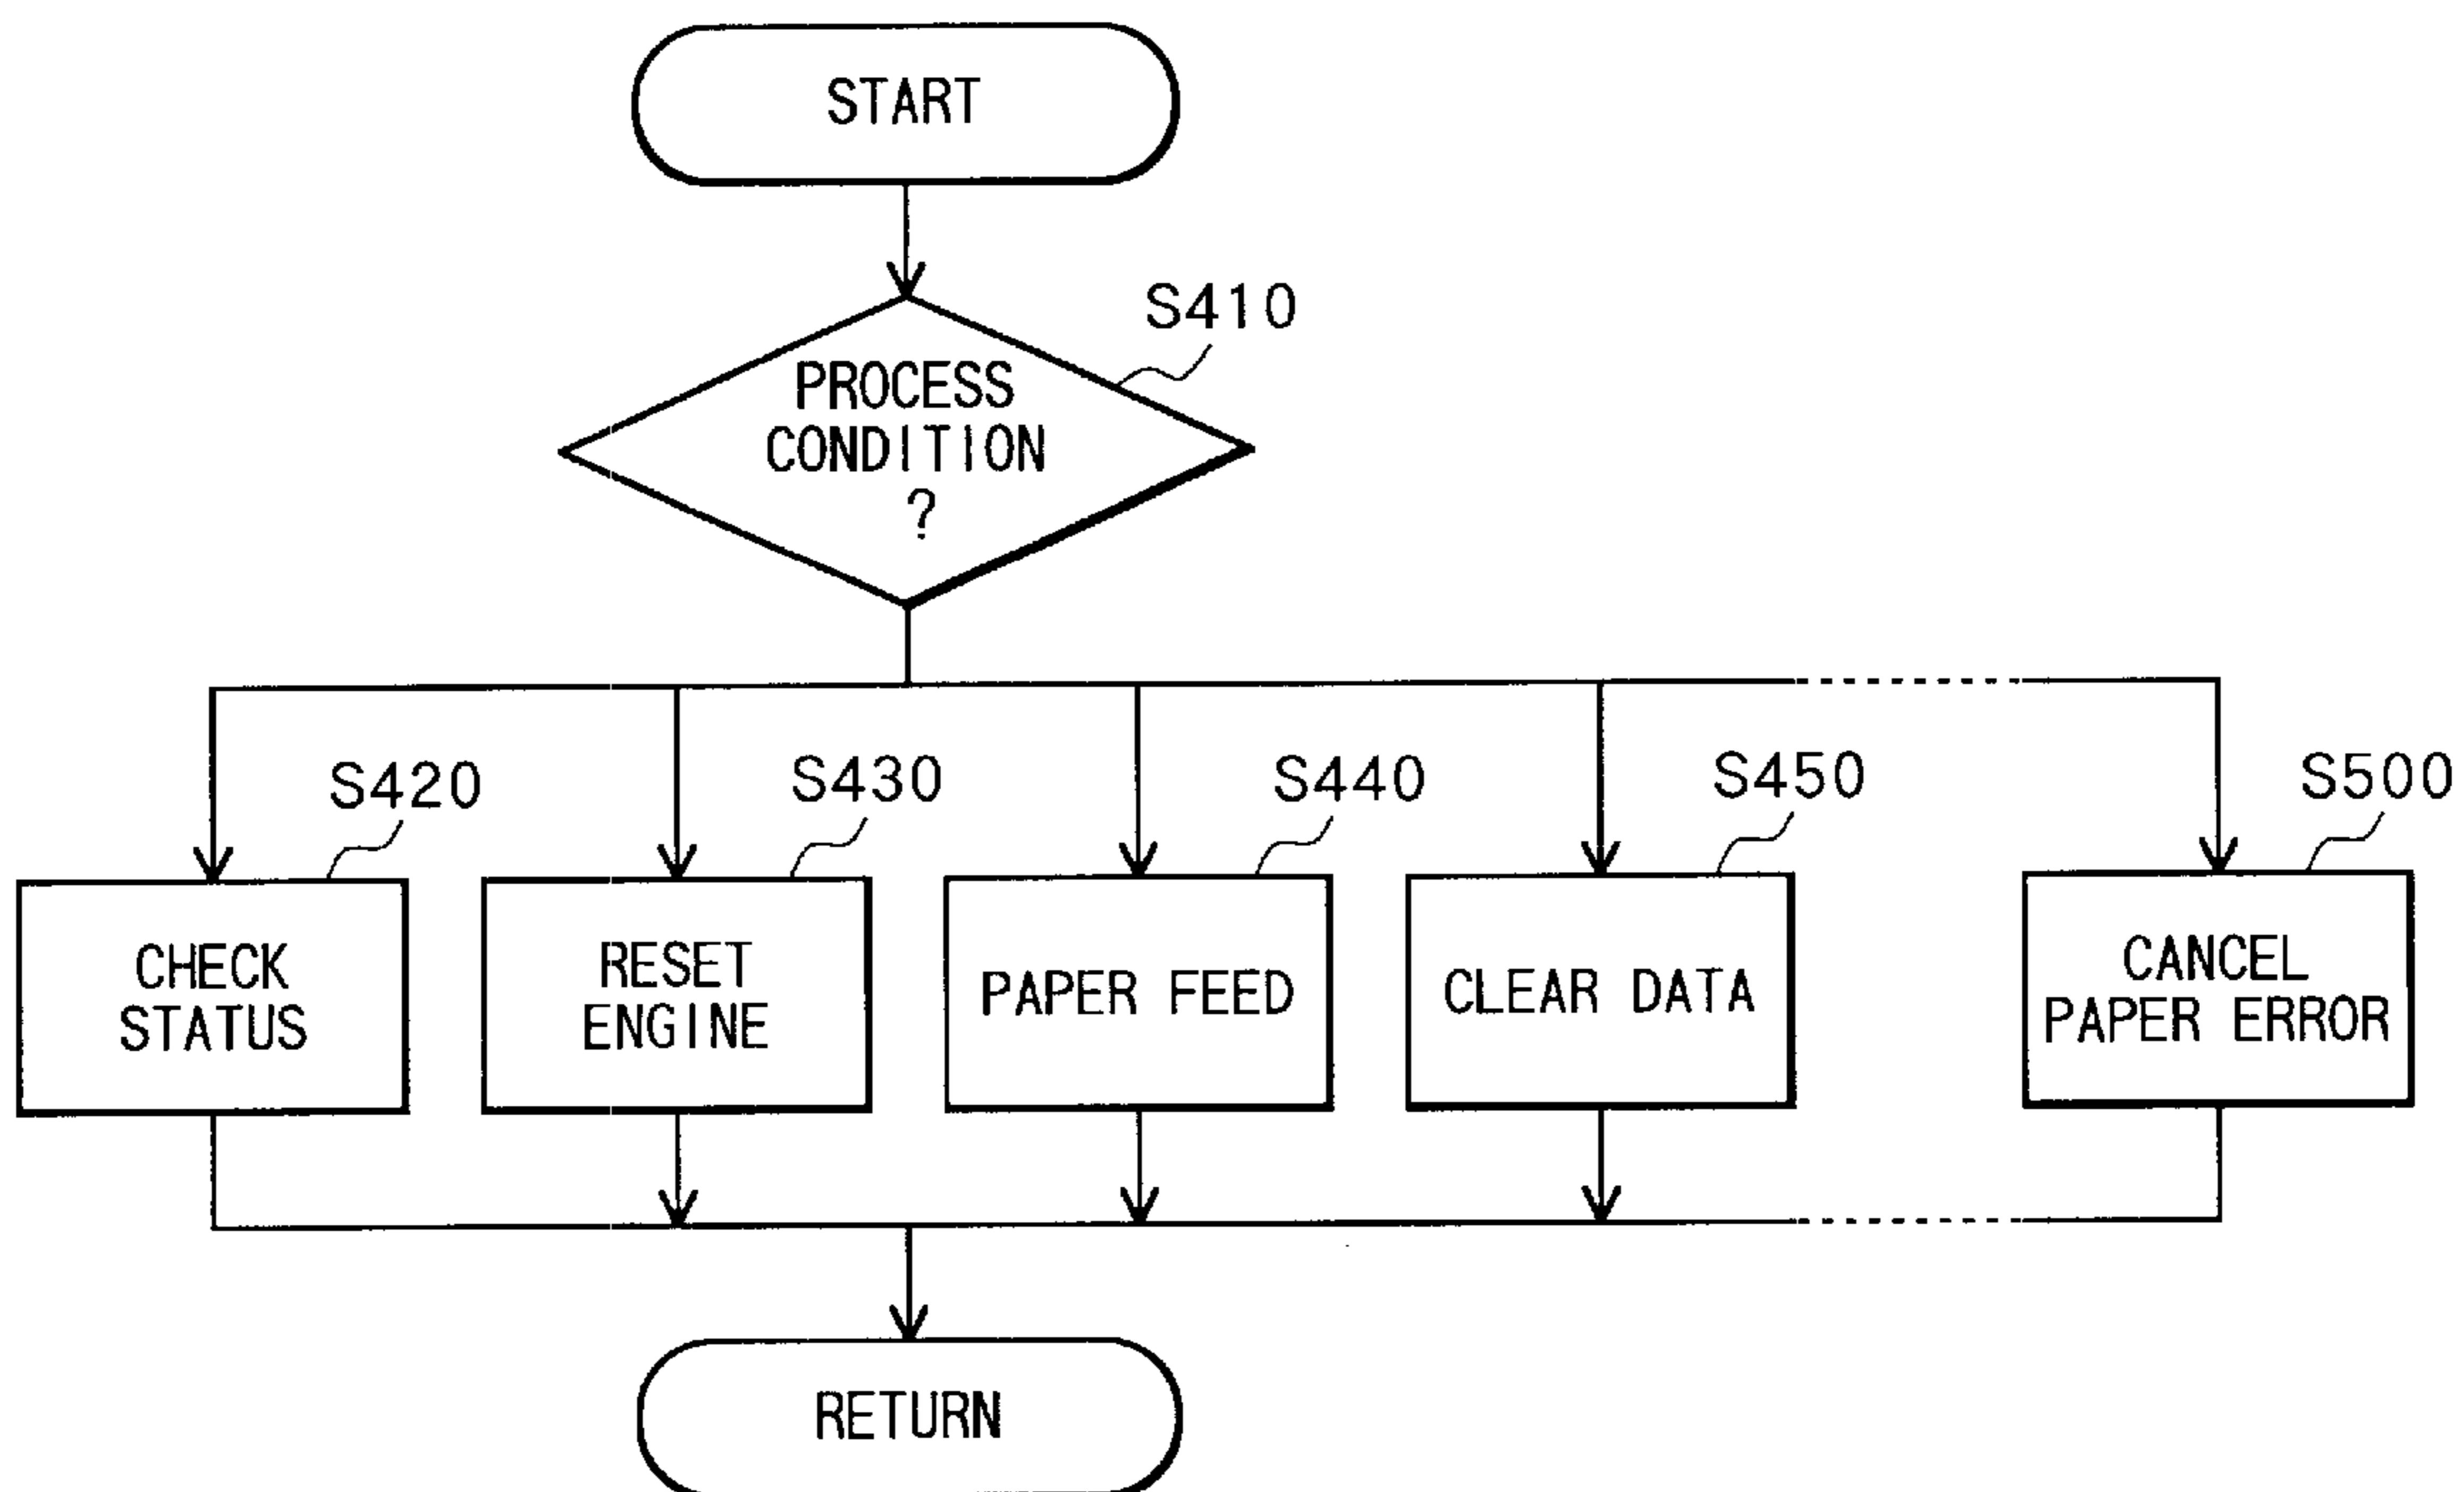 START
S410
PROCESS
CONDITION
?
S420
S430
S440
S450
S500
CHECK
STATUS
RESET
ENGINE
PAPER FEED
CLEAR DATA
CANCEL
PAPER ERROR
RETURN